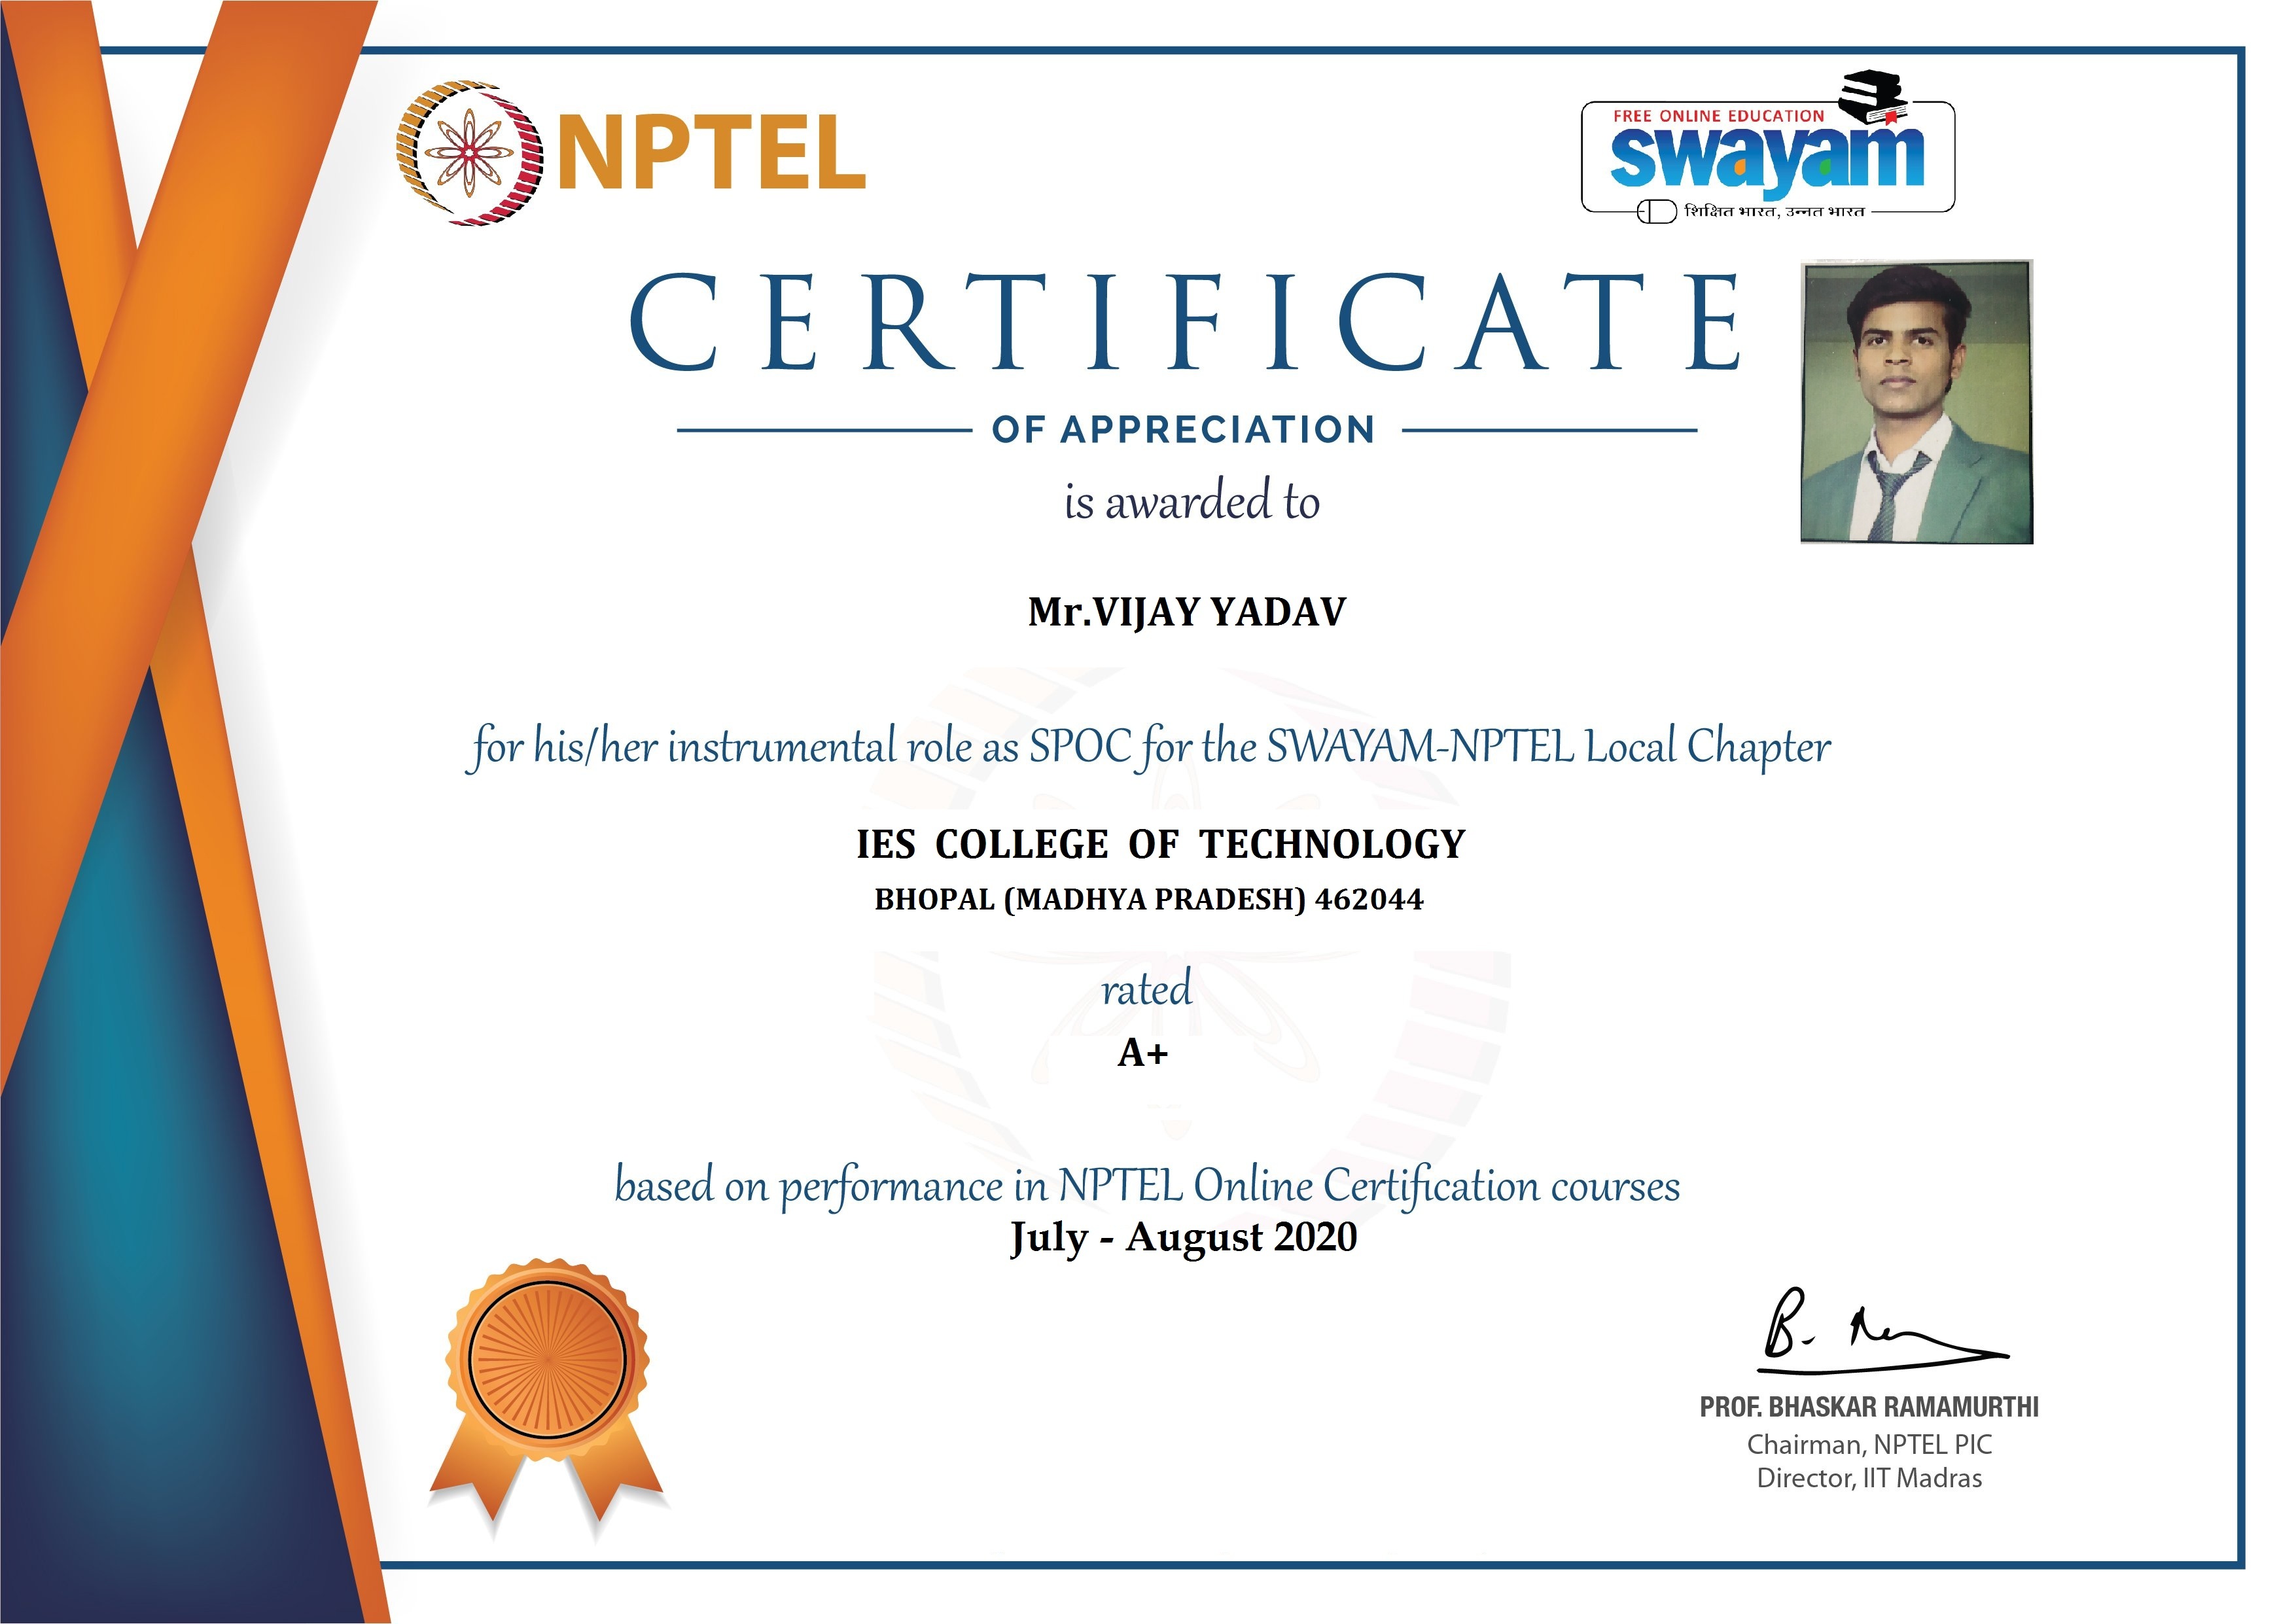 NPTEL
FREE ONLINE EDUCATION
swayam
शिक्षित भारत, उन्नत भारत
CERTIFICATE
OF APPRECIATION
is awarded to
Mr.VIJAY YADAV
for his/her instrumental role as SPOC for the SWAYAM-NPTEL Local Chapter
IES COLLEGE OF TECHNOLOGY
BHOPAL (MADHYA PRADESH) 462044
rated
A+
based on performance in NPTEL Online Certification courses
July - August 2020
B.
PROF. BHASKAR RAMAMURTHI
Chairman, NPTEL PIC
Director, IIT Madras